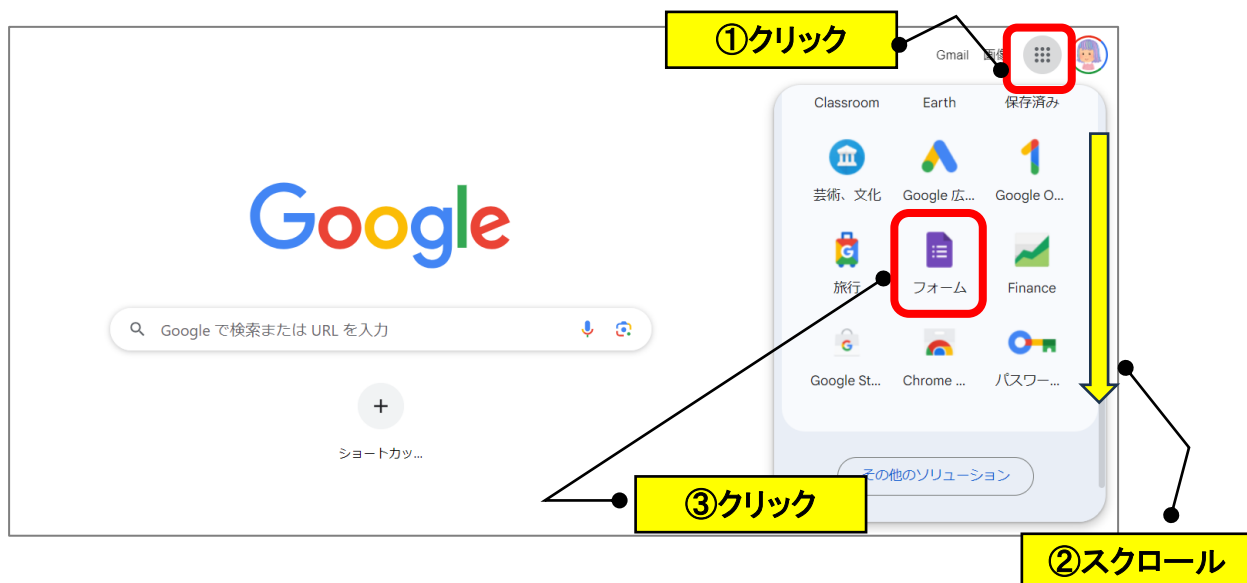 ①クリック
Gmail 画像
Classroom Earth 保存済み
芸術、文化 Google 広... Google O...
Google
旅行 フォーム Finance
Google で検索または URL を入力
Google St... Chrome ... パスワー...
ショートカッ...
その他のソリューション
③クリック
②スクロール